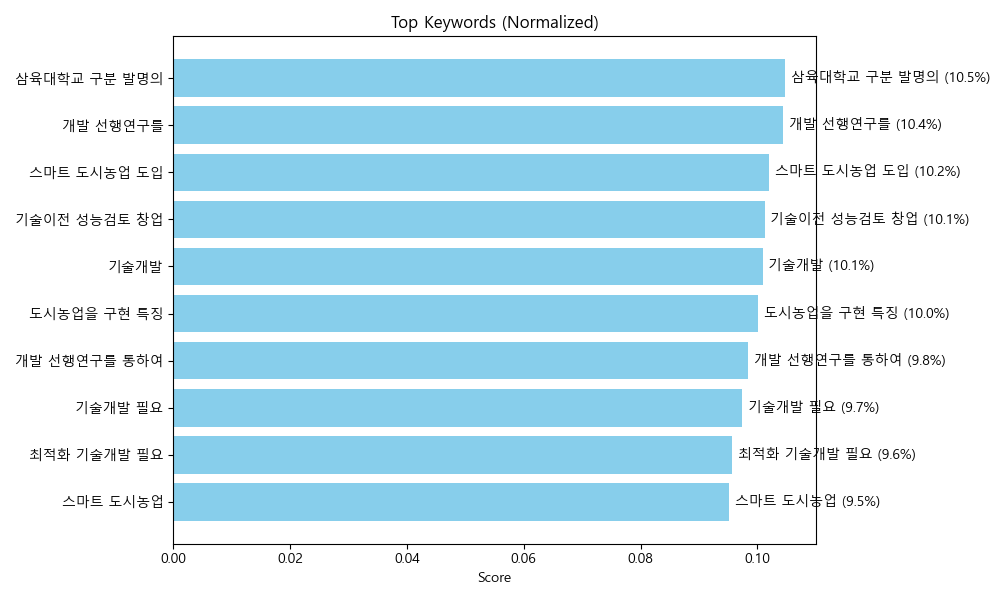 Top Keywords (Normalized)
삼육대학교 구분 발명의 삼육대학교 구분 발명의 (10.5%)
개발 선행연구를 개발 선행연구를 (10.4%)
스마트 도시농업 도입 스마트 도시농업 도입 (10.2%)
기술이전 성능검토 창업 기술이전 성능검토 창업 (10.1%)
기술개발 기술개발 (10.1%)
도시농업을 구현 특징 도시농업을 구현 특징 (10.0%)
개발 선행연구를 통하여 개발 선행연구를 통하여 (9.8%)
기술개발 필요 기술개발 필요 (9.7%)
최적화 기술개발 필요 최적화 기술개발 필요 (9.6%)
스마트 도시농업 스마트 도시농업 (9.5%)
0.00 0.02 0.04 0.06 0.08 0.10
Score